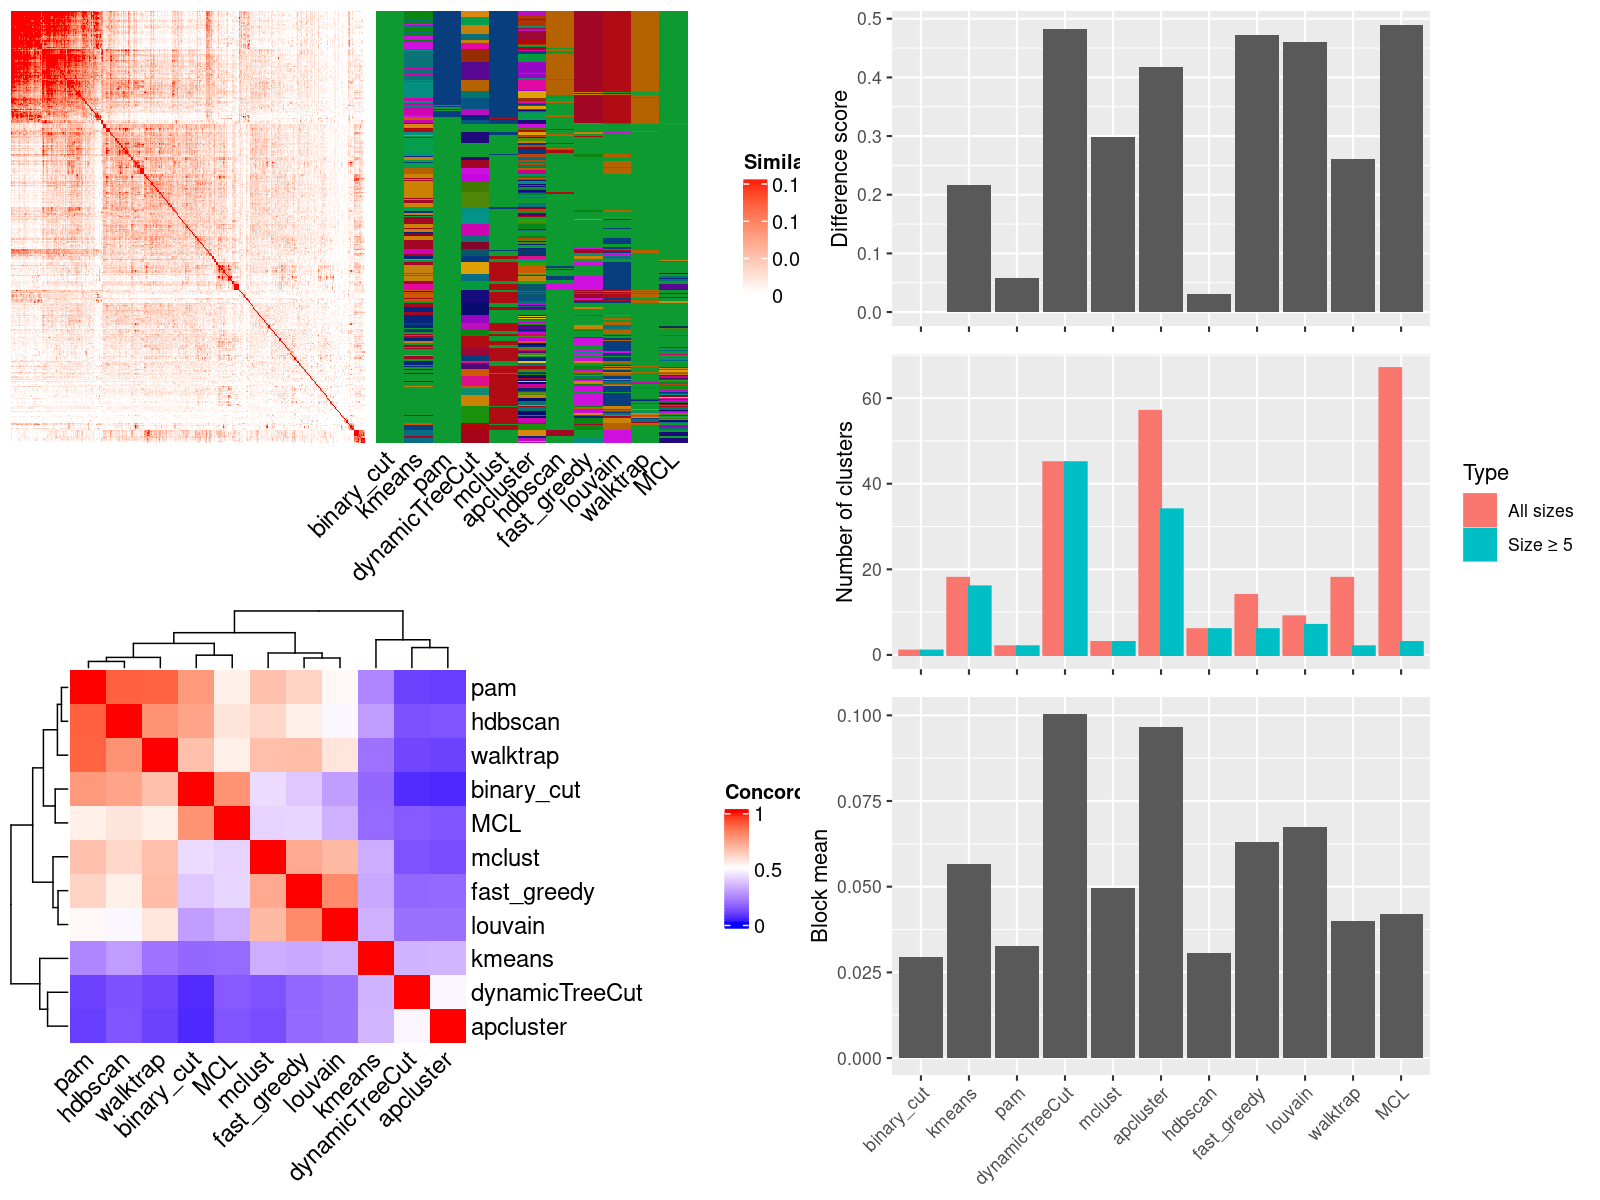 Simila
0.1
0.1
0.0
0
binary_cut
kmeans
pam
dynamicTreeCut
mclust
apcluster
hdbscan
fast_greedy
louvain
walktrap
MCL
pam
hdbscan
walktrap
binary_cut
MCL
mclust
fast_greedy
louvain
kmeans
dynamicTreeCut
apcluster
pam
hdbscan
walktrap
binary_cut
MCL
mclust
fast_greedy
louvain
kmeans
dynamicTreeCut
apcluster
Concord
1
0.5
0
Difference score
0.5
0.4
0.3
0.2
0.1
0.0
Number of clusters
60
40
20
0
Type
All sizes
Size ≥ 5
Block mean
0.100
0.075
0.050
0.025
0.000
binary_cut
kmeans
pam
dynamicTreeCut
mclust
apcluster
hdbscan
fast_greedy
louvain
walktrap
MCL